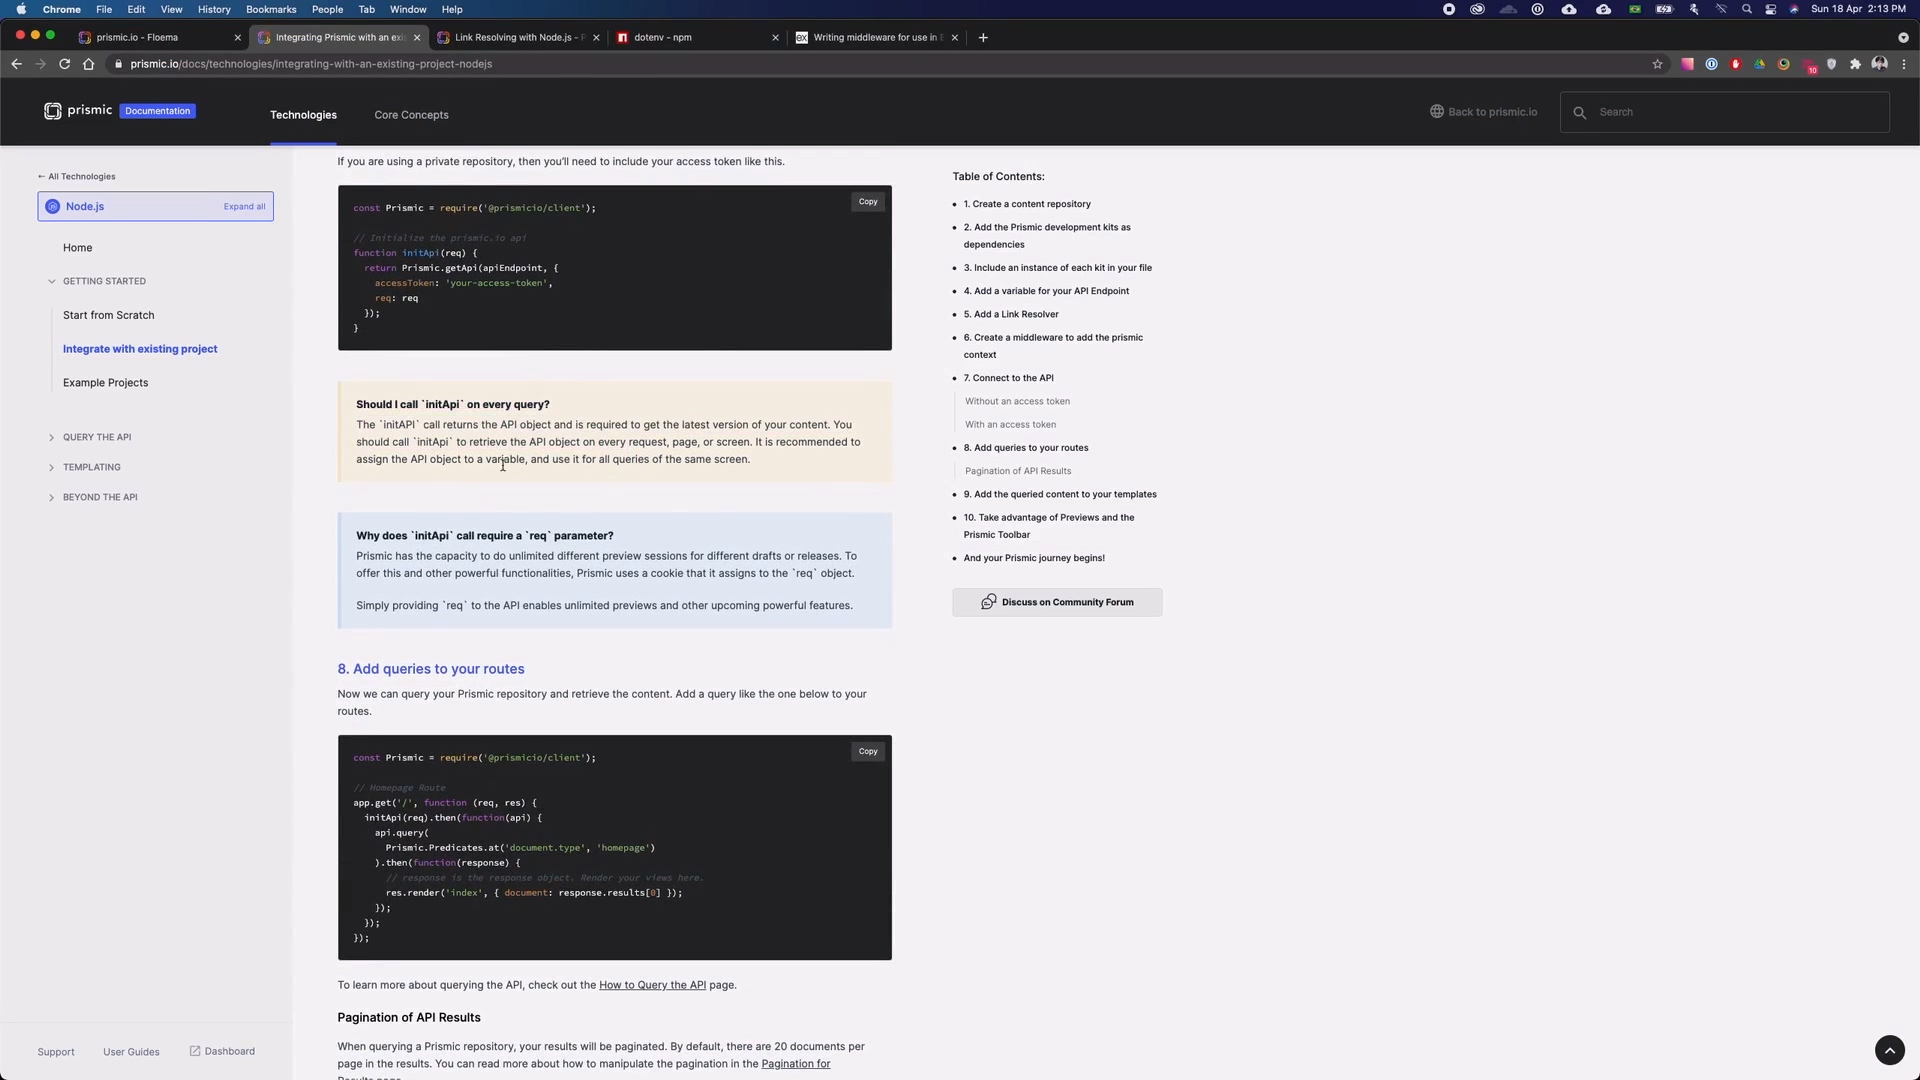 Chrome File Edit View History Bookmarks People Tab Window Help Sun 18 Apr 2:13 PM
prismic.io - Floema
Integrating Prismic with an exis
Link Resolving with Node.js - P
dotenv - npm
Writing middleware for use in E
prismic.io/docs/technologies/integrating-with-an-existing-project-nodejs
10
prismic Documentation Technologies Core Concepts Back to prismic.io Search
← All Technologies
Node.js Expand all
Home
GETTING STARTED
Start from Scratch
Integrate with existing project
Example Projects
QUERY THE API
TEMPLATING
BEYOND THE API
Support User Guides Dashboard
If you are using a private repository, then you'll need to include your access token like this.
Copy
const Prismic = require('@prismicio/client');
// Initialize the prismic.io api
function initApi(req) {
return Prismic.getApi(apiEndpoint, {
accessToken: 'your-access-token',
req: req
});
}
Should I call `initApi` on every query?
The `initAPI` call returns the API object and is required to get the latest version of your content. You
should call `initApi` to retrieve the API object on every request, page, or screen. It is recommended to
assign the API object to a variable, and use it for all queries of the same screen.
Why does `initApi` call require a `req` parameter?
Prismic has the capacity to do unlimited different preview sessions for different drafts or releases. To
offer this and other powerful functionalities, Prismic uses a cookie that it assigns to the `req` object.
Simply providing `req` to the API enables unlimited previews and other upcoming powerful features.
8. Add queries to your routes
Now we can query your Prismic repository and retrieve the content. Add a query like the one below to your
routes.
Copy
const Prismic = require('@prismicio/client');
// Homepage Route
app.get('/', function (req, res) {
initApi(req).then(function(api) {
api.query(
Prismic.Predicates.at('document.type', 'homepage')
).then(function(response) {
// response is the response object. Render your views here.
res.render('index', { document: response.results[0] });
});
});
});
To learn more about querying the API, check out the How to Query the API page.
Pagination of API Results
When querying a Prismic repository, your results will be paginated. By default, there are 20 documents per
page in the results. You can read more about how to manipulate the pagination in the Pagination for
Table of Contents:
• 1. Create a content repository
• 2. Add the Prismic development kits as
dependencies
• 3. Include an instance of each kit in your file
• 4. Add a variable for your API Endpoint
• 5. Add a Link Resolver
• 6. Create a middleware to add the prismic
context
• 7. Connect to the API
Without an access token
With an access token
• 8. Add queries to your routes
Pagination of API Results
• 9. Add the queried content to your templates
• 10. Take advantage of Previews and the
Prismic Toolbar
• And your Prismic journey begins!
Discuss on Community Forum